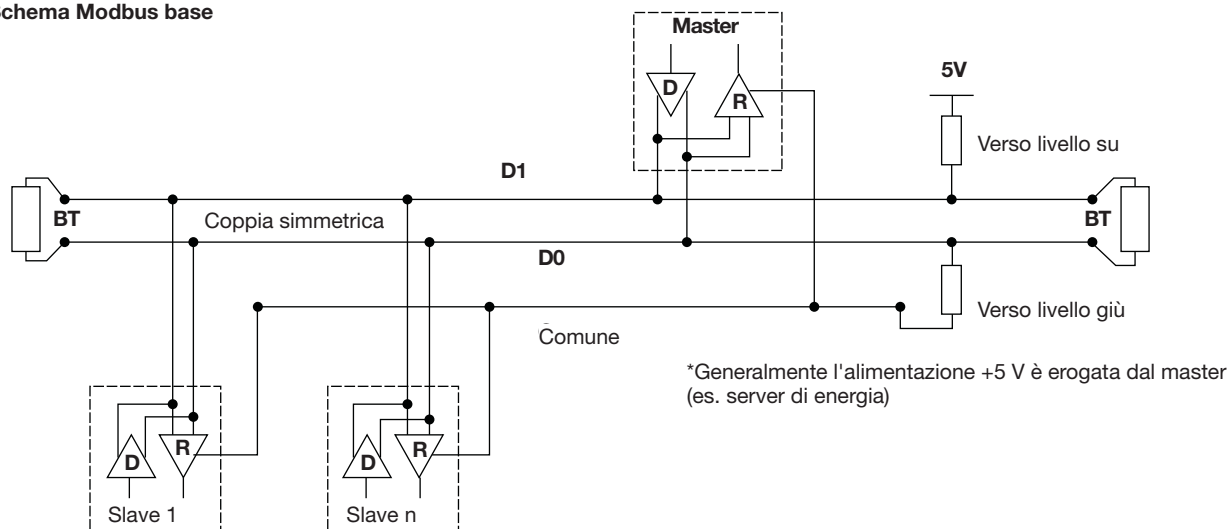 Schema Modbus base
Master
D
R
5V
Verso livello su
D1
BT
Coppia simmetrica
BT
D0
Verso livello giù
Comune
*Generalmente l'alimentazione +5 V è erogata dal master
(es. server di energia)
D
R
D
R
Slave 1
Slave n